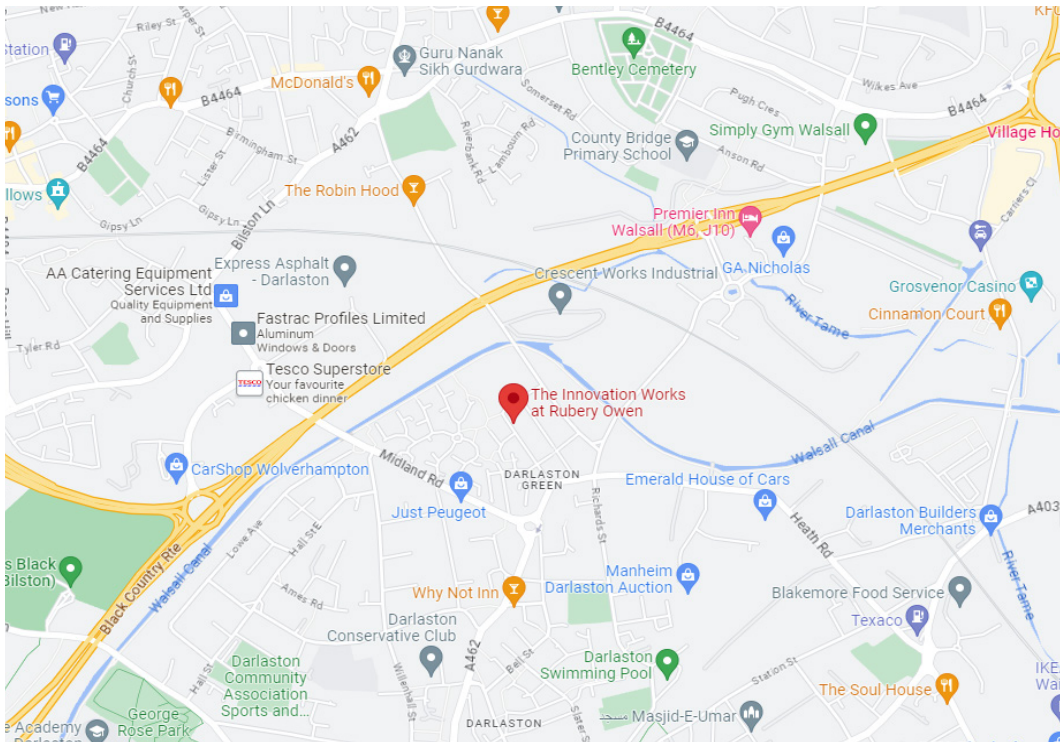 Riley St
Church St
B4464
Station
McDonald's
Guru Nanak
Sikh Gurdwara
Bentley Cemetery
B4464
KFC
sons
B4464
A462
Somerset Rd
Wilkes Ave
B4464
Pugh Cres
Simply Gym Walsall
Village Ho
Birmingham St
Lister St
Riverbank Rd
Lambourn Rd
County Bridge
Primary School
Anson Rd
B4464
llows
The Robin Hood
Gipsy Ln
Gipsy Ln
Bilston Ln
Carriers Cl
Premier Inn
Walsall (M6, J10)
GA Nicholas
AA Catering Equipment
Services Ltd
Quality Equipment
and Supplies
Express Asphalt
- Darlaston
Crescent Works Industrial
Grosvenor Casino
River Tame
Cinnamon Court
Fastrac Profiles Limited
Aluminum
Windows & Doors
Tyler Rd
TESCO
Tesco Superstore
Your favourite
chicken dinner
The Innovation Works
at Rubery Owen
Walsall Canal
CarShop Wolverhampton
Midland Rd
DARLASTON
GREEN
Emerald House of Cars
Just Peugeot
Richards St
Heath Rd
Darlaston Builders
Merchants
A403
Lowe Ave
Hall St E
s Black
Bilston)
Black Country Rte
Walsall Canal
River Tame
Manheim
Darlaston Auction
Why Not Inn
Ames Rd
Blakemore Food Service
Texaco
Darlaston
Conservative Club
A462
Bell St
Darlaston
Swimming Pool
Station St
IKE
Wa
Hall St
Darlaston
Community
Association
Sports and...
Willenhall St
Slater St
The Soul House
George
Rose Park
e Academy
Darlaston
DARLASTON
Masjid-E-Umar مسجد